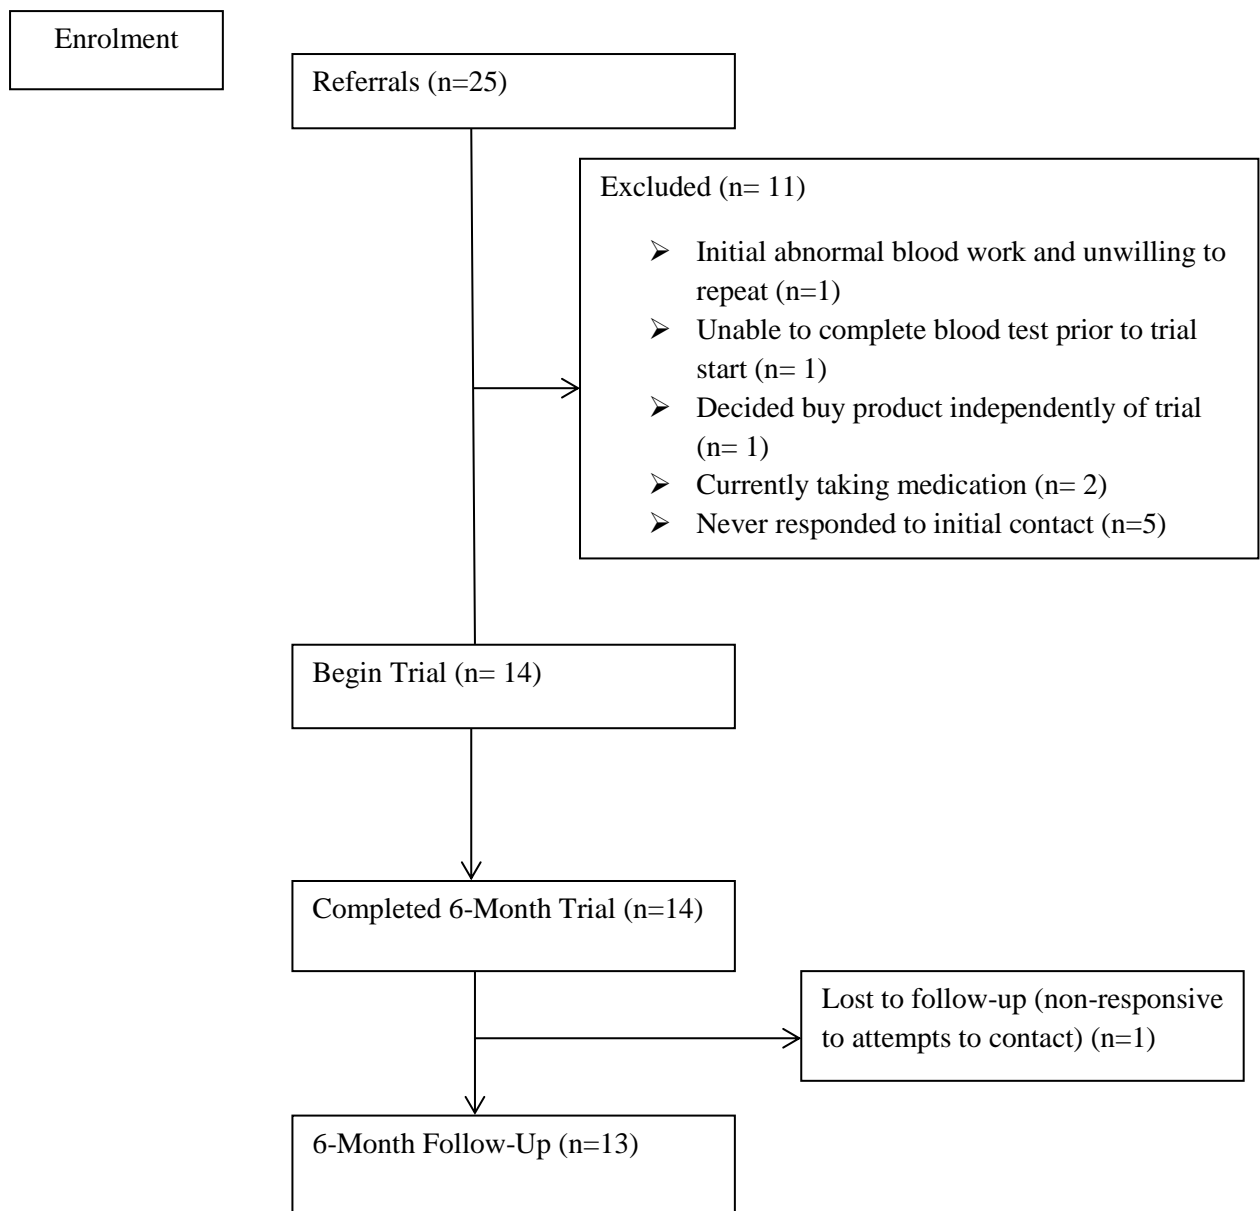 Enrolment
Referrals (n=25)
Excluded (n= 11)
➢ Initial abnormal blood work and unwilling to
repeat (n=1)
➢ Unable to complete blood test prior to trial
start (n= 1)
➢ Decided buy product independently of trial
(n= 1)
➢ Currently taking medication (n= 2)
➢ Never responded to initial contact (n=5)
Begin Trial (n= 14)
Completed 6-Month Trial (n=14)
Lost to follow-up (non-responsive
to attempts to contact) (n=1)
6-Month Follow-Up (n=13)